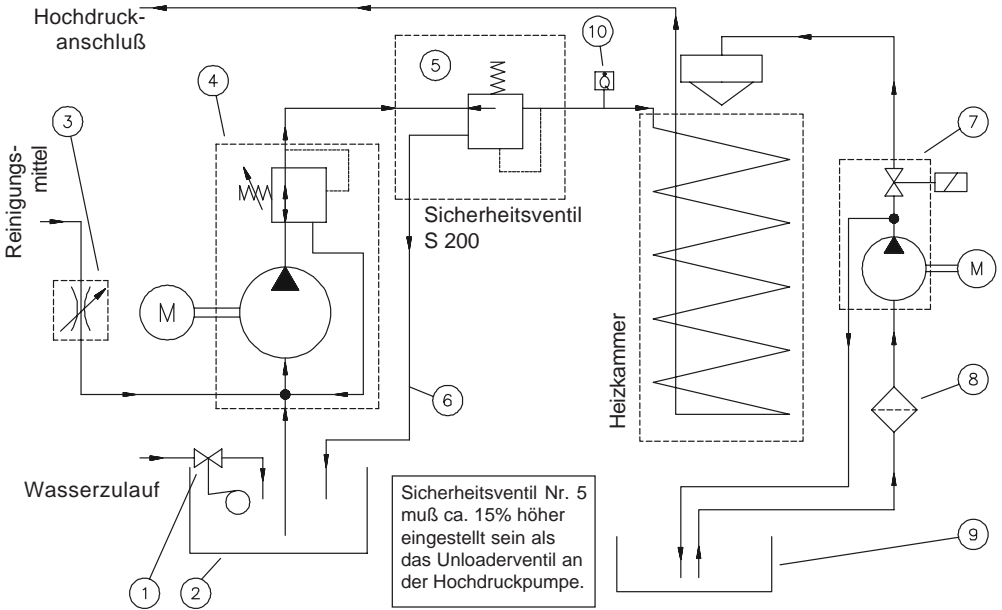 Hochdruck-
anschluß
10
5
4
3
7
Reinigungs-
mittel
Sicherheitsventil
S 200
Q
M
M
6
8
Heizkammer
Wasserzulauf
Sicherheitsventil Nr. 5
muß ca. 15% höher
eingestellt sein als
das Unloaderventil an
der Hochdruckpumpe.
9
1
2